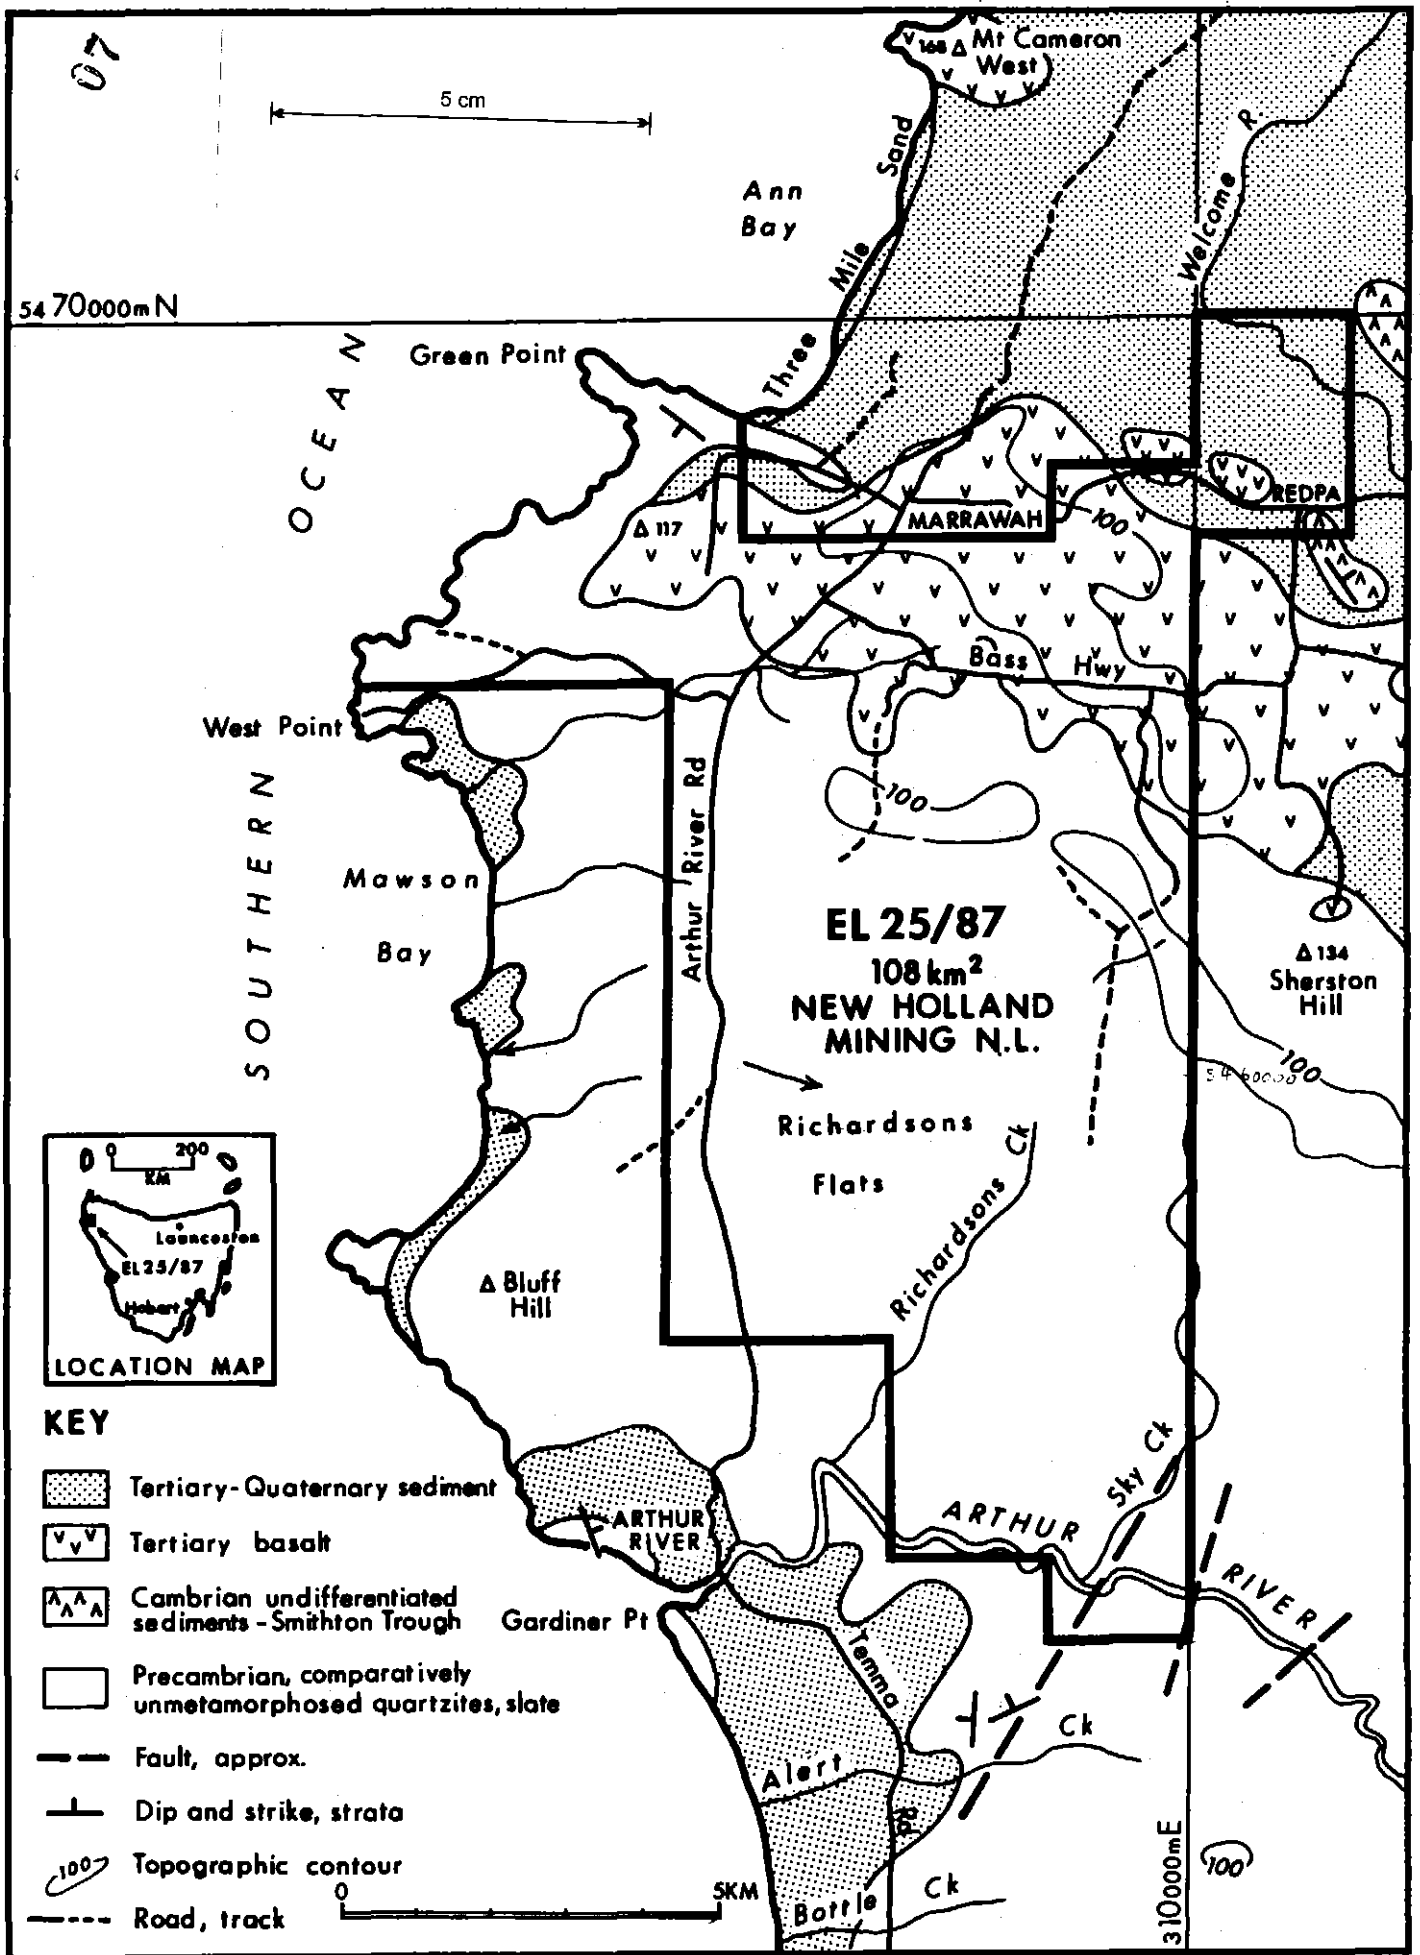 07
5 cm
168 Mt Cameron
West
Ann
Bay
Three Mile Sand
Welcome R
5470000mN
Green Point
SOUTHERN OCEAN
MARRAWAH
REDPA
117
100
Bass Hwy
West Point
Arthur River Rd
100
Mawson
Bay
EL 25/87
108 km²
NEW HOLLAND
MINING N.L.
134
Sherston
Hill
100
5460000
Richardsons
Flats
Richardsons Ck
Bluff
Hill
0 200
KM
Launceston
EL 25/87
Hobart
LOCATION MAP
KEY
Tertiary-Quaternary sediment
Tertiary basalt
Cambrian undifferentiated
sediments - Smithton Trough
Precambrian, comparatively
unmetamorphosed quartzites, slate
Fault, approx.
Dip and strike, strata
100 Topographic contour
Road, track
ARTHUR
RIVER
Sky Ck
ARTHUR RIVER
Gardiner Pt
Temma Rd
Alert Ck
Bottle Ck
0 5KM
310000mE
100